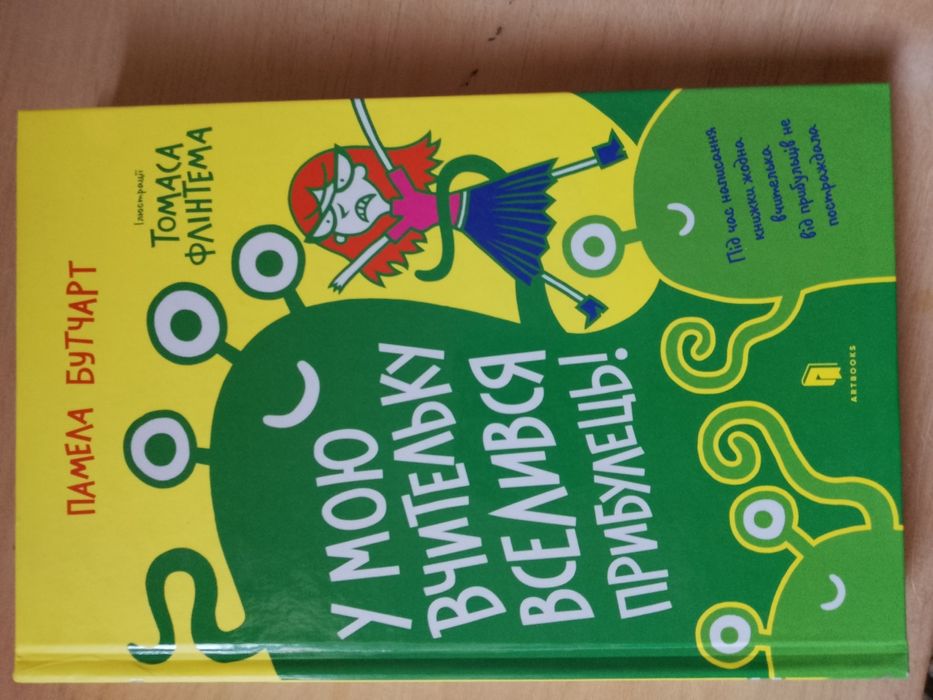 ПАМЕЛА БУТЧАРТ
Ілюстрації
ТОМАСА
ФЛІНТЕМА
У МОЮ
ВЧИТЕЛЬКУ
ВСЕЛИВСЯ
ПРИБУЛЕЦЬ!
Під час написання
книжки жодна
вчителька
від прибульців не
постраждала
ARTBOOKS